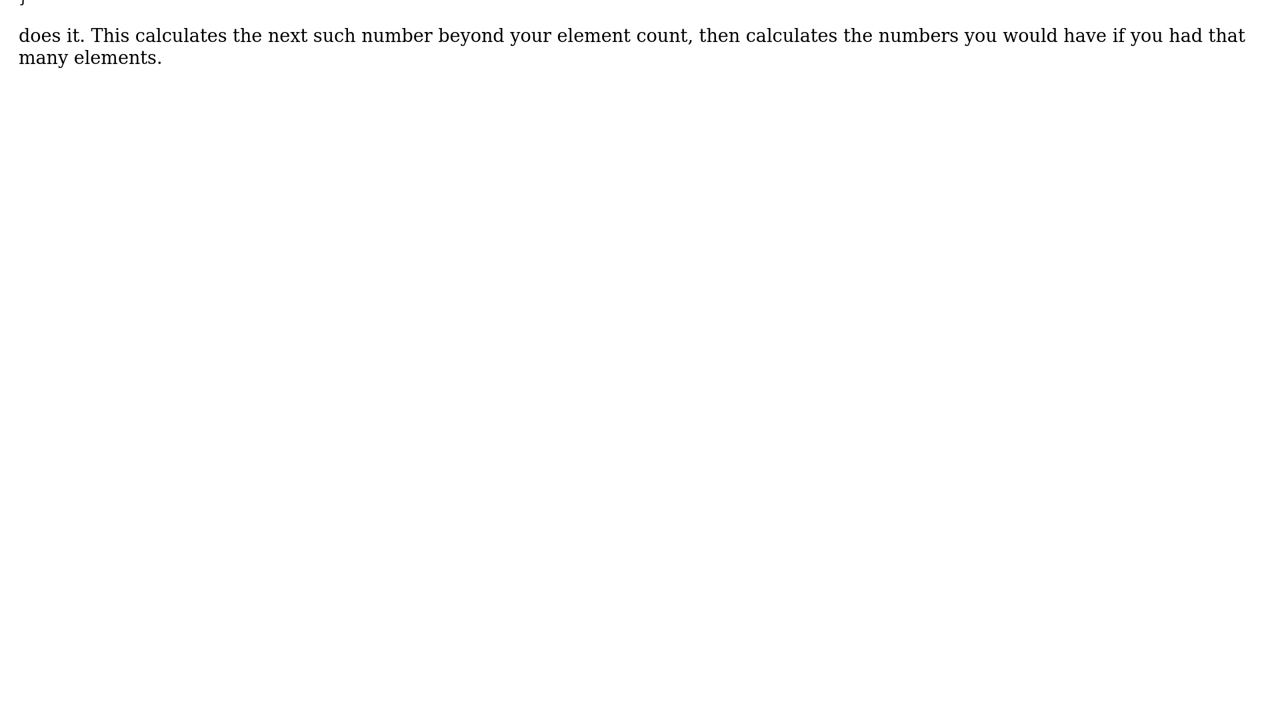 does it. This calculates the next such number beyond your element count, then calculates the numbers you would have if you had that
many elements.